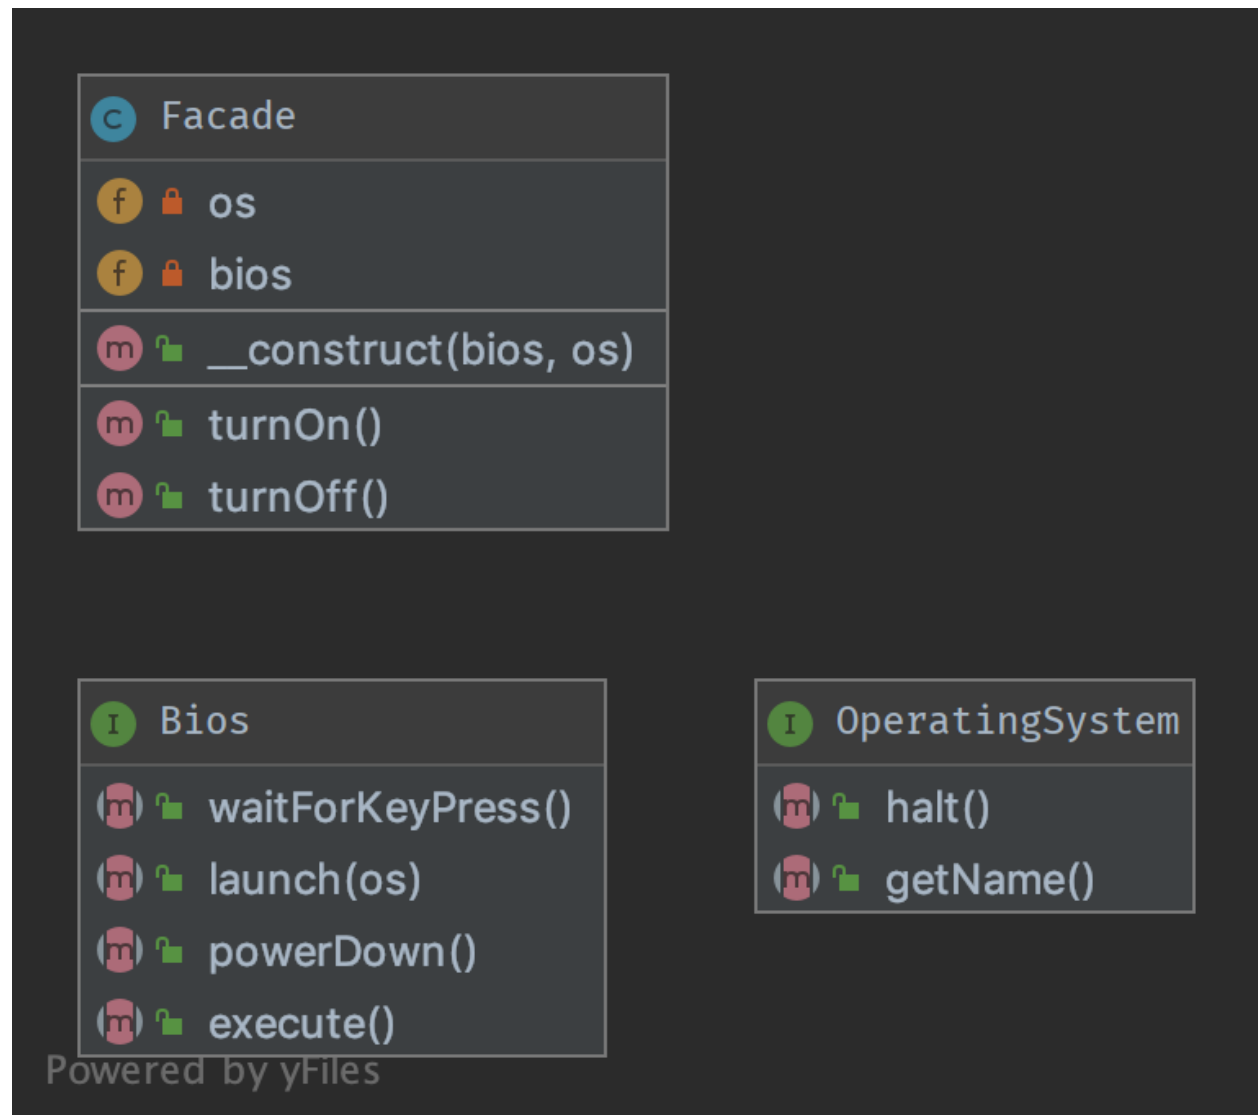 C Facade
f os
f bios
m __construct(bios, os)
m turnOn()
m turnOff()
I Bios
m waitForKeyPress()
m launch(os)
m powerDown()
m execute()
I OperatingSystem
m halt()
m getName()
Powered by yFiles